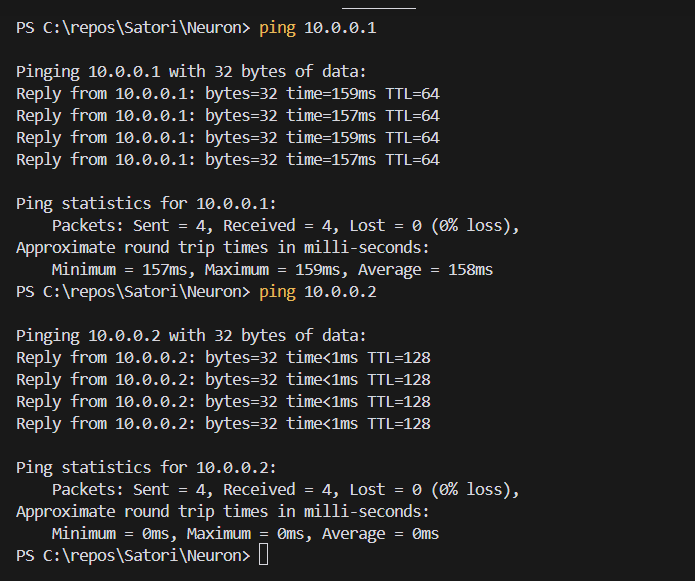 PS C:\repos\Satori\Neuron> ping 10.0.0.1
Pinging 10.0.0.1 with 32 bytes of data:
Reply from 10.0.0.1: bytes=32 time=159ms TTL=64
Reply from 10.0.0.1: bytes=32 time=157ms TTL=64
Reply from 10.0.0.1: bytes=32 time=159ms TTL=64
Reply from 10.0.0.1: bytes=32 time=157ms TTL=64
Ping statistics for 10.0.0.1:
    Packets: Sent = 4, Received = 4, Lost = 0 (0% loss),
Approximate round trip times in milli-seconds:
    Minimum = 157ms, Maximum = 159ms, Average = 158ms
PS C:\repos\Satori\Neuron> ping 10.0.0.2
Pinging 10.0.0.2 with 32 bytes of data:
Reply from 10.0.0.2: bytes=32 time<1ms TTL=128
Reply from 10.0.0.2: bytes=32 time<1ms TTL=128
Reply from 10.0.0.2: bytes=32 time<1ms TTL=128
Reply from 10.0.0.2: bytes=32 time<1ms TTL=128
Ping statistics for 10.0.0.2:
    Packets: Sent = 4, Received = 4, Lost = 0 (0% loss),
Approximate round trip times in milli-seconds:
    Minimum = 0ms, Maximum = 0ms, Average = 0ms
PS C:\repos\Satori\Neuron>